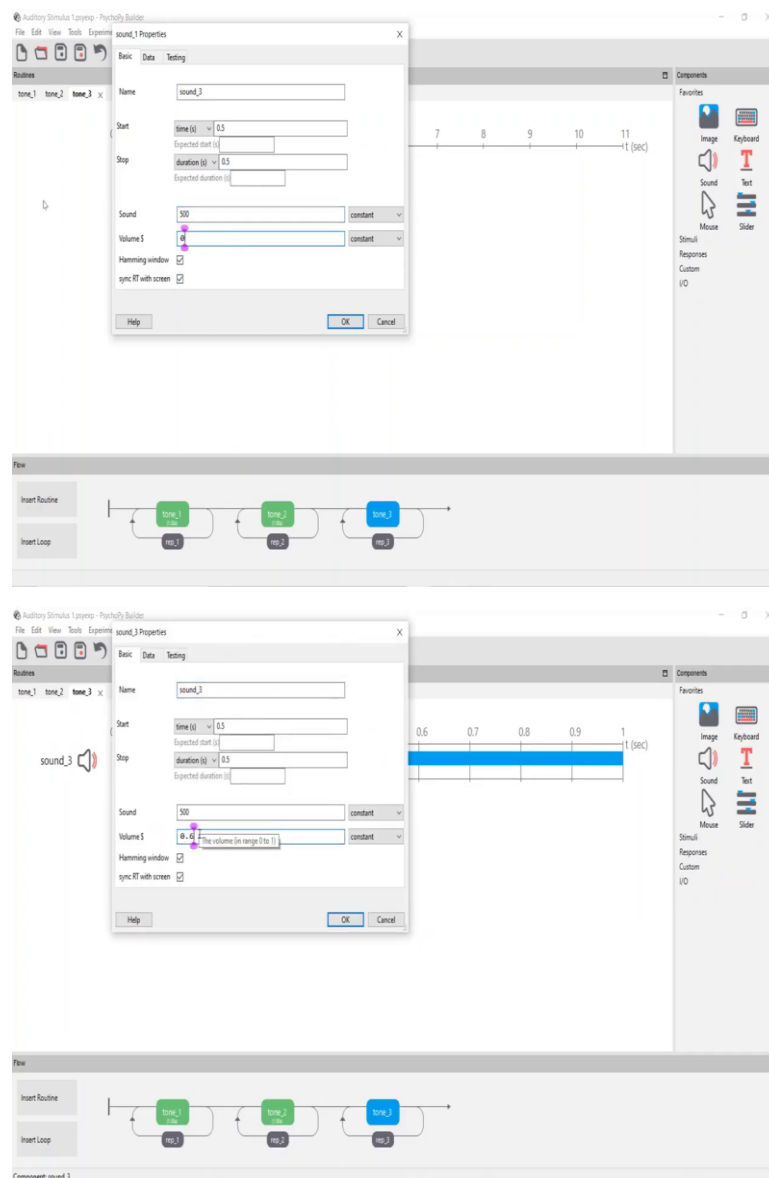 Auditory Stimulus 1.psyexp - PsychoPy Builder
File Edit View Tools Experime
sound_1 Properties
X
Basic Data Testing
Routines
Components
tone_1 tone_2 tone_3 x
Favorites
Name sound_3
Start time (s) 0.5
Expected start (s)
Stop duration (s) 0.5
Expected duration (s)
7 8 9 10 11
t (sec)
Image Keyboard
Sound Text
Mouse Slider
Stimuli
Responses
Custom
I/O
Sound 500 constant
Volume $ 0 constant
Hamming window
sync RT with screen
Help OK Cancel
Flow
Insert Routine
Insert Loop
tone_1 tone_2 tone_3
rep_1 rep_2 rep_3
Auditory Stimulus 1.psyexp - PsychoPy Builder
File Edit View Tools Experime
sound_3 Properties
X
Basic Data Testing
Routines
Components
tone_1 tone_2 tone_3 x
Favorites
Name sound_3
Start time (s) 0.5
Expected start (s)
Stop duration (s) 0.5
Expected duration (s)
sound_3
0.6 0.7 0.8 0.9 1
t (sec)
Image Keyboard
Sound Text
Mouse Slider
Stimuli
Responses
Custom
I/O
Sound 500 constant
Volume $ 0.6 The volume (in range 0 to 1) constant
Hamming window
sync RT with screen
Help OK Cancel
Flow
Insert Routine
Insert Loop
tone_1 tone_2 tone_3
rep_1 rep_2 rep_3
Component: sound_3